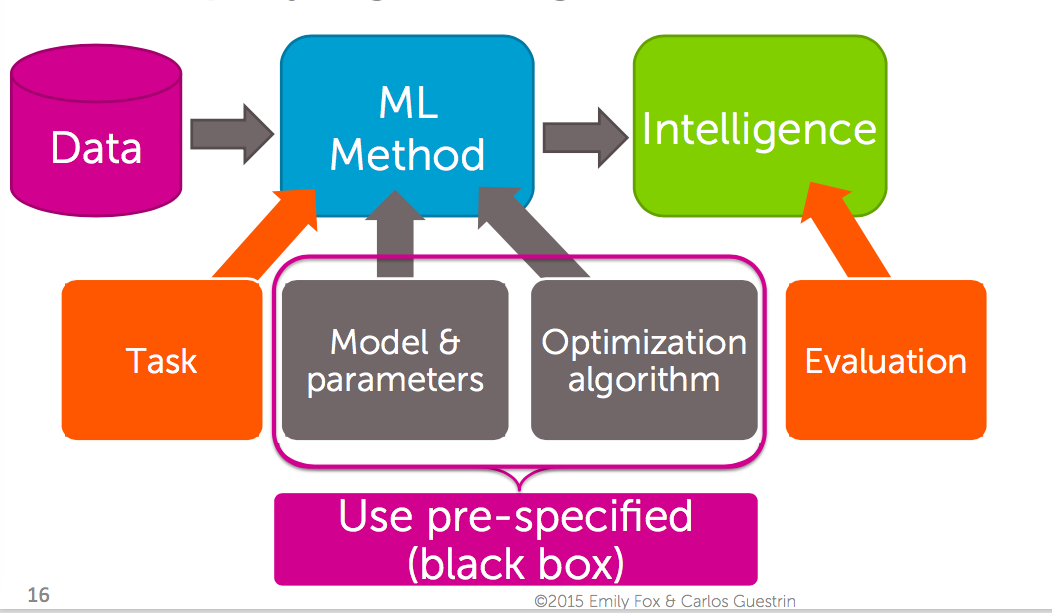 Data
ML
Method
Intelligence
Task
Model &
parameters
Optimization
algorithm
Evaluation
Use pre-specified
(black box)
16
©2015 Emily Fox & Carlos Guestrin